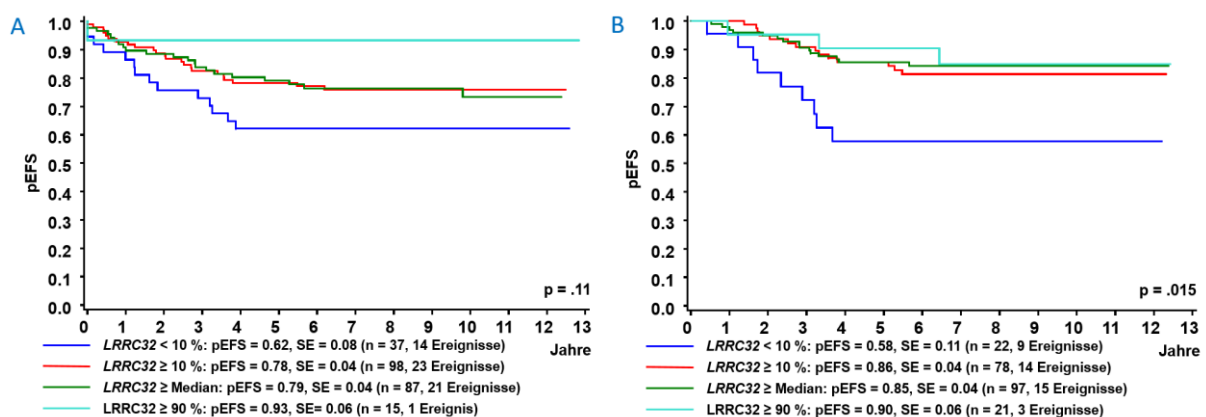 A
1.0
0.9
0.8
0.7
0.6
0.5
0.4
0.3
0.2
0.1
0.0
pEFS
p = .11
0 1 2 3 4 5 6 7 8 9 10 11 12 13
Jahre
LRRC32 < 10 %: pEFS = 0.62, SE = 0.08 (n = 37, 14 Ereignisse)
LRRC32 ≥ 10 %: pEFS = 0.78, SE = 0.04 (n = 98, 23 Ereignisse)
LRRC32 ≥ Median: pEFS = 0.79, SE = 0.04 (n = 87, 21 Ereignisse)
LRRC32 ≥ 90 %: pEFS = 0.93, SE= 0.06 (n = 15, 1 Ereignis)
B
1.0
0.9
0.8
0.7
0.6
0.5
0.4
0.3
0.2
0.1
0.0
pEFS
p = .015
0 1 2 3 4 5 6 7 8 9 10 11 12 13
Jahre
LRRC32 < 10 %: pEFS = 0.58, SE = 0.11 (n = 22, 9 Ereignisse)
LRRC32 ≥ 10 %: pEFS = 0.86, SE = 0.04 (n = 78, 14 Ereignisse)
LRRC32 ≥ Median: pEFS = 0.85, SE = 0.04 (n = 97, 15 Ereignisse)
LRRC32 ≥ 90 %: pEFS = 0.90, SE = 0.06 (n = 21, 3 Ereignisse)